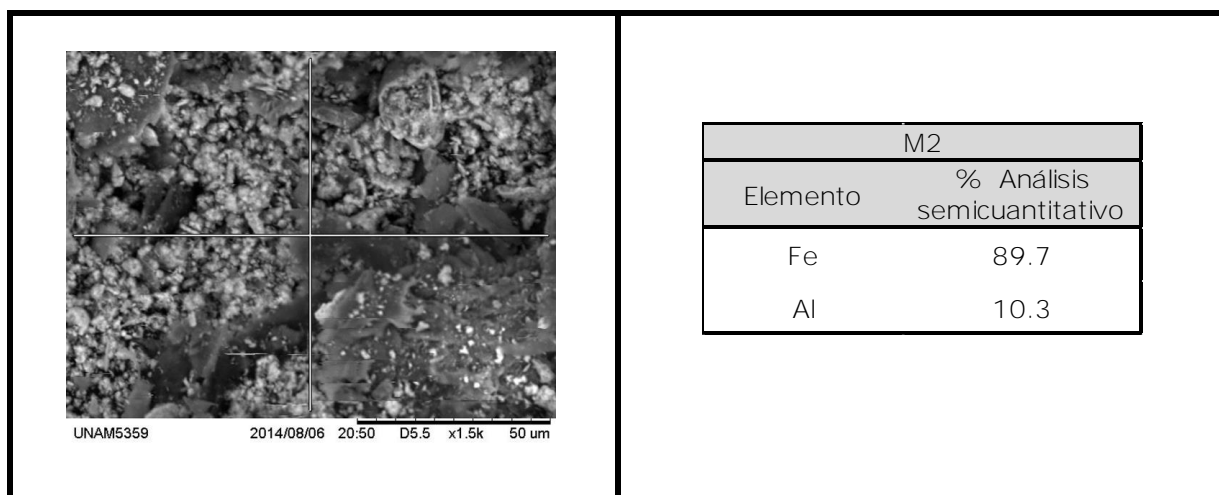 UNAM5359 2014/08/06 20:50 D5.5 x1.5k 50 um
M2
Elemento % Análisis semicuantitativo
Fe 89.7
Al 10.3